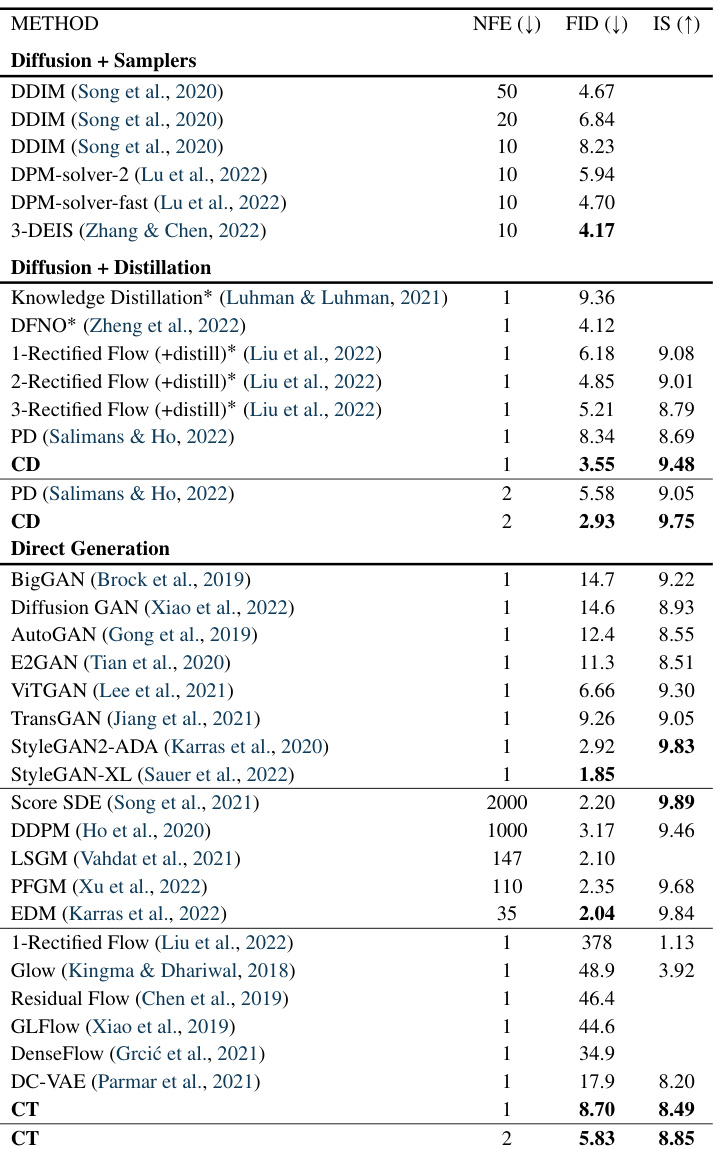 METHOD NFE (↓) FID (↓) IS (↑)
Diffusion + Samplers
DDIM (Song et al., 2020) 50 4.67
DDIM (Song et al., 2020) 20 6.84
DDIM (Song et al., 2020) 10 8.23
DPM-solver-2 (Lu et al., 2022) 10 5.94
DPM-solver-fast (Lu et al., 2022) 10 4.70
3-DEIS (Zhang & Chen, 2022) 10 4.17
Diffusion + Distillation
Knowledge Distillation* (Luhman & Luhman, 2021) 1 9.36
DFNO* (Zheng et al., 2022) 1 4.12
1-Rectified Flow (+distill)* (Liu et al., 2022) 1 6.18 9.08
2-Rectified Flow (+distill)* (Liu et al., 2022) 1 4.85 9.01
3-Rectified Flow (+distill)* (Liu et al., 2022) 1 5.21 8.79
PD (Salimans & Ho, 2022) 1 8.34 8.69
CD 1 3.55 9.48
PD (Salimans & Ho, 2022) 2 5.58 9.05
CD 2 2.93 9.75
Direct Generation
BigGAN (Brock et al., 2019) 1 14.7 9.22
Diffusion GAN (Xiao et al., 2022) 1 14.6 8.93
AutoGAN (Gong et al., 2019) 1 12.4 8.55
E2GAN (Tian et al., 2020) 1 11.3 8.51
ViTGAN (Lee et al., 2021) 1 6.66 9.30
TransGAN (Jiang et al., 2021) 1 9.26 9.05
StyleGAN2-ADA (Karras et al., 2020) 1 2.92 9.83
StyleGAN-XL (Sauer et al., 2022) 1 1.85
Score SDE (Song et al., 2021) 2000 2.20 9.89
DDPM (Ho et al., 2020) 1000 3.17 9.46
LSGM (Vahdat et al., 2021) 147 2.10
PFGM (Xu et al., 2022) 110 2.35 9.68
EDM (Karras et al., 2022) 35 2.04 9.84
1-Rectified Flow (Liu et al., 2022) 1 378 1.13
Glow (Kingma & Dhariwal, 2018) 1 48.9 3.92
Residual Flow (Chen et al., 2019) 1 46.4
GLFlow (Xiao et al., 2019) 1 44.6
DenseFlow (Grcić et al., 2021) 1 34.9
DC-VAE (Parmar et al., 2021) 1 17.9 8.20
CT 1 8.70 8.49
CT 2 5.83 8.85